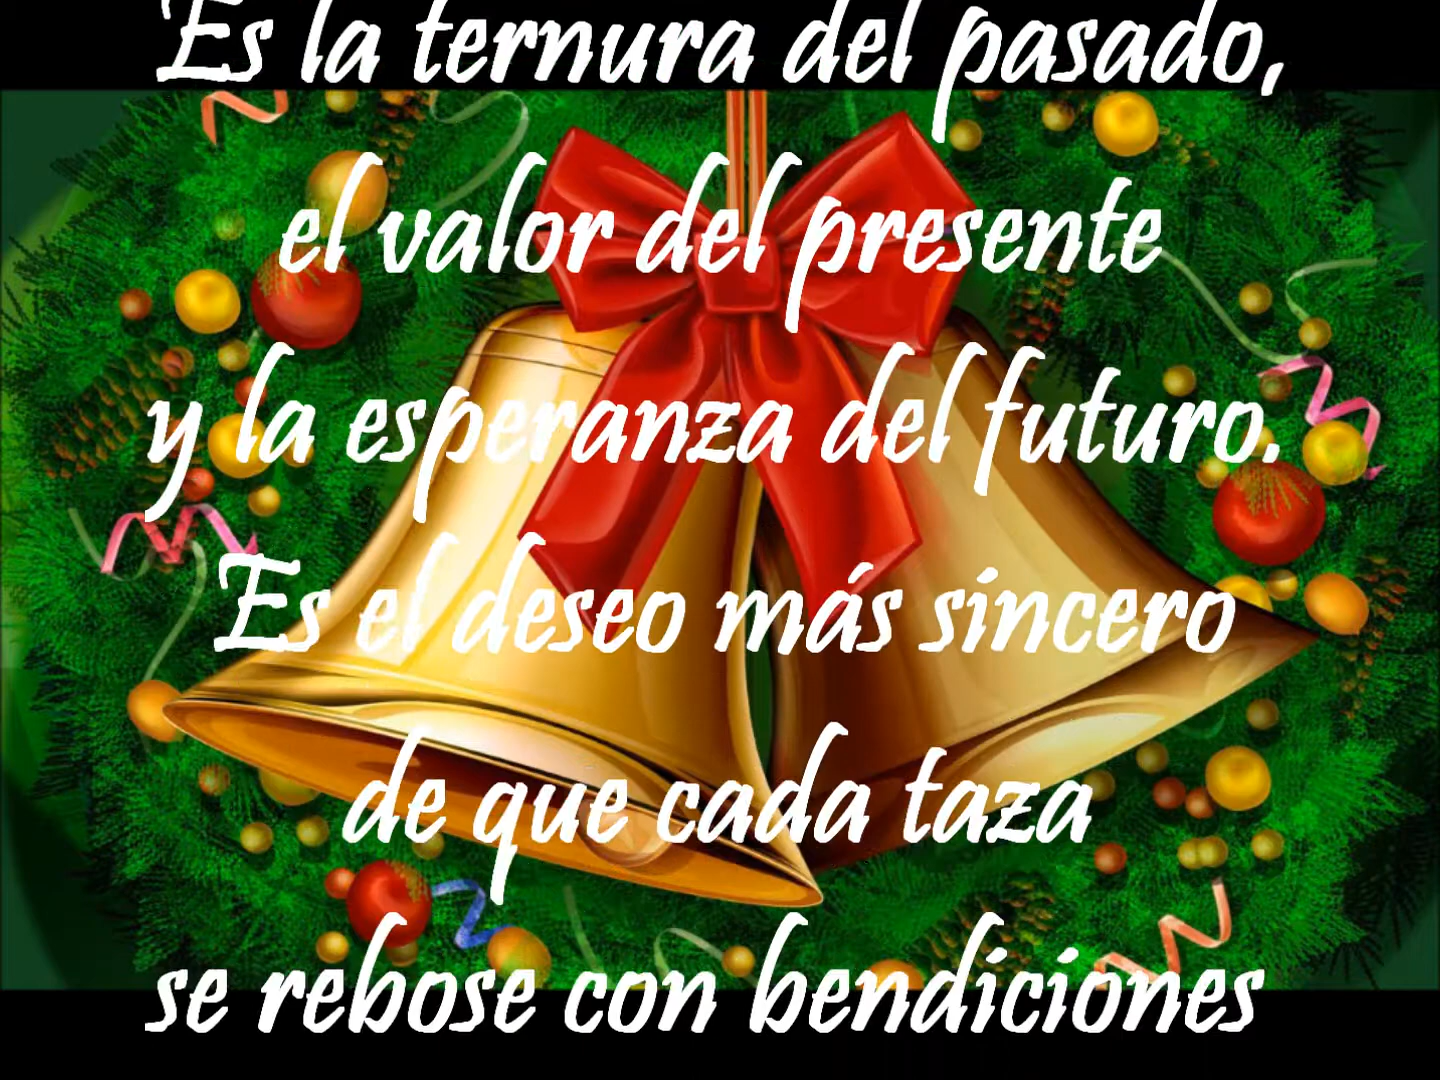 Es la ternura del pasado,
el valor del presente
y la esperanza del futuro.
Es el deseo más sincero
de que cada taza
se rebose con bendiciones